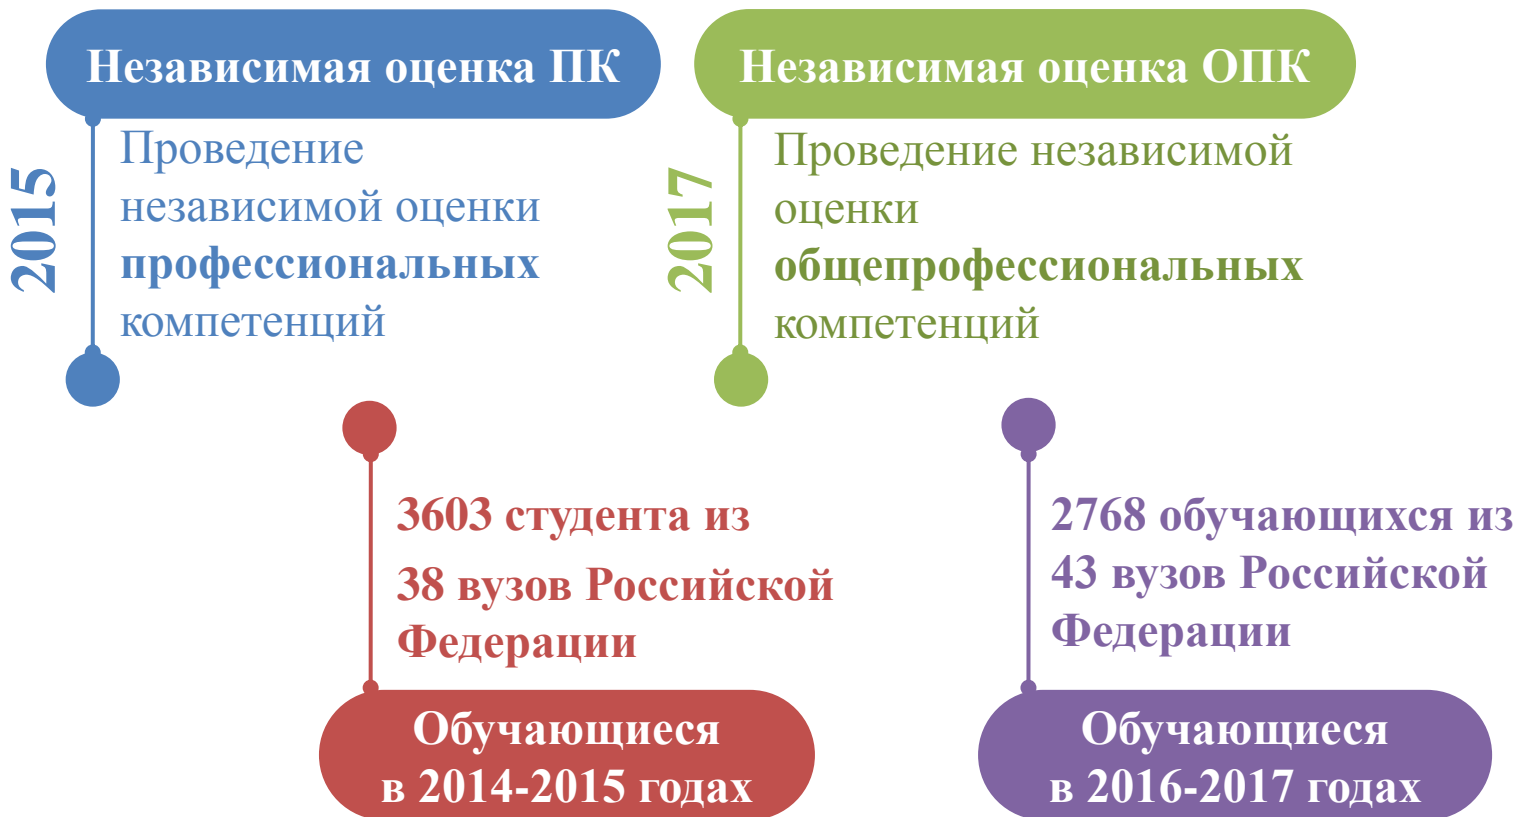 Независимая оценка ПК
2015
Проведение
независимой оценки
профессиональных
компетенций
Независимая оценка ОПК
2017
Проведение независимой
оценки
общепрофессиональных
компетенций
3603 студента из
38 вузов Российской
Федерации
Обучающиеся
в 2014-2015 годах
2768 обучающихся из
43 вузов Российской
Федерации
Обучающиеся
в 2016-2017 годах